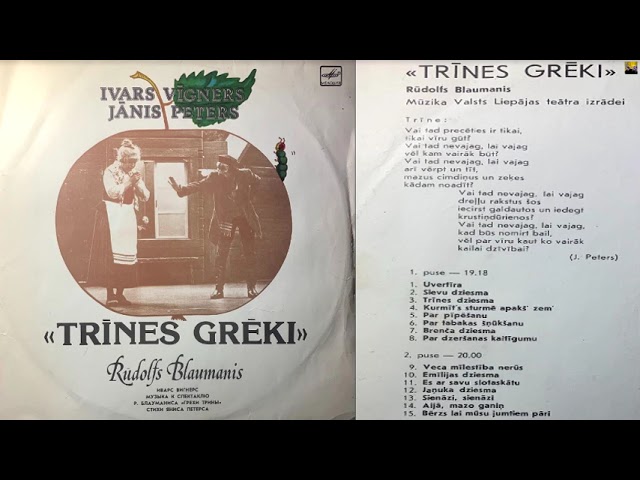 IVARS VĪGNERS
JĀNIS PETERS
«TRĪNES GRĒKI»
Rūdolfs Blaumanis
ИВАРС ВИГНЕРС
МУЗЫКА К СПЕКТАКЛЮ
Р. БЛАУМАНИСА «ГРЕХИ ТРИНЫ»
СТИХИ ЯНИСА ПЕТЕРСА
«TRĪNES GRĒKI»
Rūdolfs Blaumanis
Mūzika Valsts Liepājas teātra izrādei
Trīne:
Vai tad precēties ir tikai,
tikai vīru gūt?
Vai tad nevajag, lai vajag
vēl kam vairāk būt?
Vai tad nevajag, lai vajag
arī vērpt un tīt,
mazus cimdiņus un zeķes
kādam noadīt?
Vai tad nevajag, lai vajag
dreļļu rakstus šos
iecirst galdautos un iedegt
krustiņdūrienos?
Vai tad nevajag, lai vajag,
kad būs nomirt bail,
vēl par vīru kaut ko vairāk
kailai dzīvībai?
(J. Peters)
1. puse — 19.18
1. Uvertīra
2. Sievu dziesma
3. Trīnes dziesma
4. Kurmīt's sturmē apakš' zem'
5. Par pīpēšanu
6. Par tabakas šņūkšanu
7. Brenča dziesma
8. Par dzeršanas kaitīgumu
2. puse — 20.00
9. Veca mīlestība nerūs
10. Emīlijas dziesma
11. Es ar savu slotaskātu
12. Jaņuka dziesma
13. Sienāzi, sienāzi
14. Aijā, mazo ganiņ
15. Bērzs lai mūsu jumtiem pāri